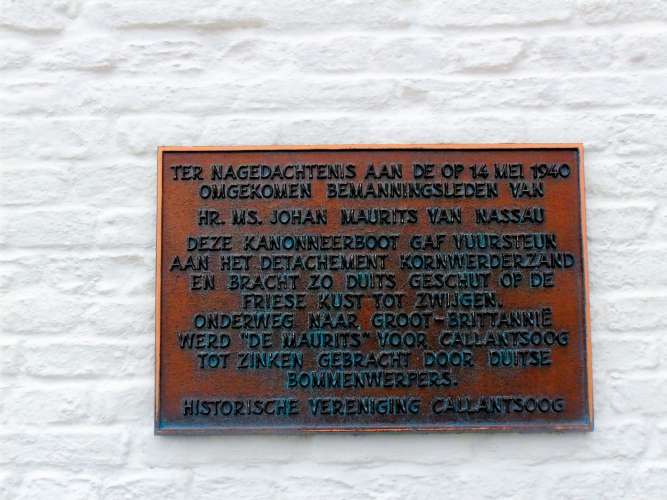 TER NAGEDACHTENIS AAN DE OP 14 MEI 1940
OMGEKOMEN BEMANNINGSLEDEN VAN
HR. MS. JOHAN MAURITS VAN NASSAU
DEZE KANONNEERBOOT GAF VUURSTEUN
AAN HET DETACHEMENT KORNWERDERZAND
EN BRACHT ZO DUITS GESCHUT OP DE
FRIESE KUST TOT ZWIJGEN.
ONDERWEG NAAR GROOT-BRITTANNIË
WERD "DE MAURITS" VOOR CALLANTSOOG
TOT ZINKEN GEBRACHT DOOR DUITSE
BOMMENWERPERS.
HISTORISCHE VERENIGING CALLANTSOOG